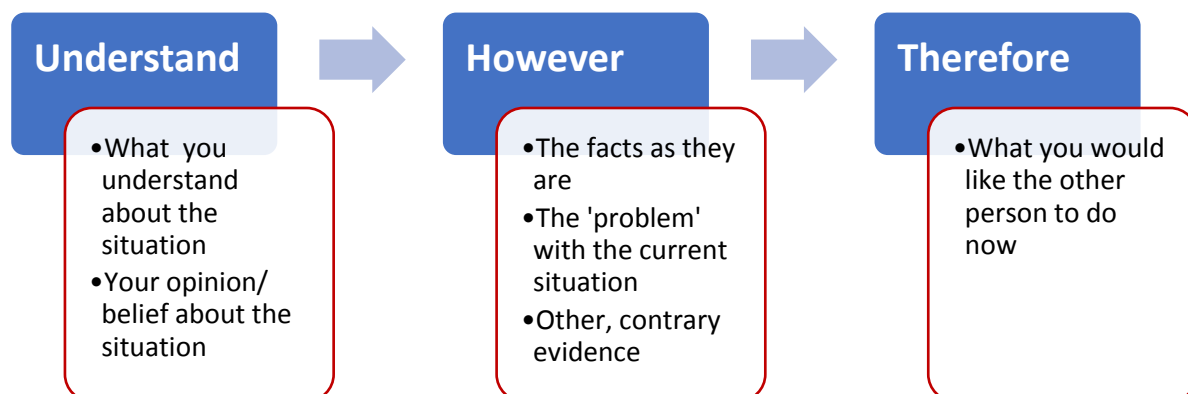 Understand
•What you
understand
about the
situation
•Your opinion/
belief about the
situation
However
•The facts as they
are
•The 'problem'
with the current
situation
•Other, contrary
evidence
Therefore
•What you would
like the other
person to do
now